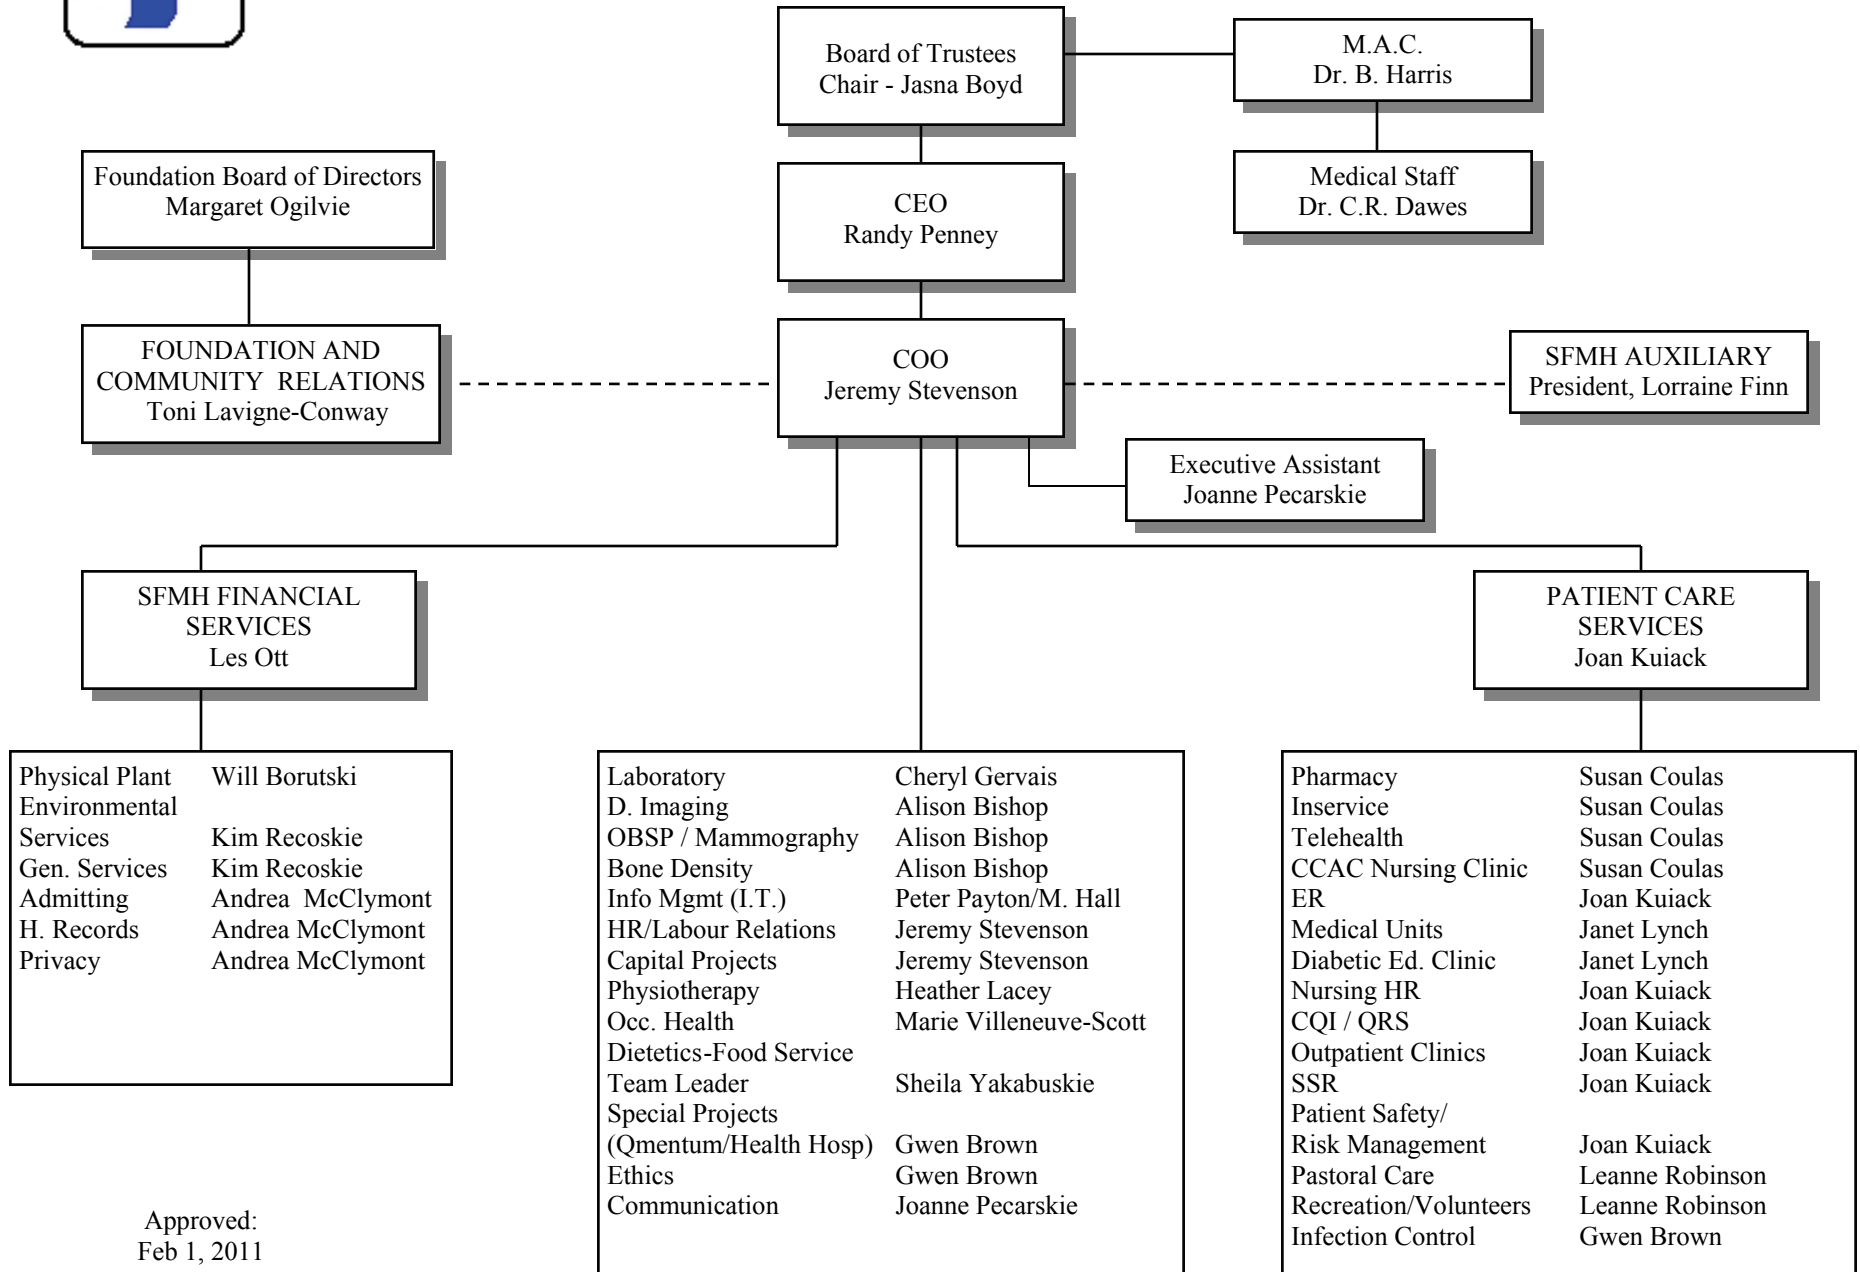 Board of Trustees
Chair - Jasna Boyd
M.A.C.
Dr. B. Harris
Foundation Board of Directors
Margaret Ogilvie
CEO
Randy Penney
Medical Staff
Dr. C.R. Dawes
FOUNDATION AND
COMMUNITY RELATIONS
Toni Lavigne-Conway
COO
Jeremy Stevenson
SFMH AUXILIARY
President, Lorraine Finn
Executive Assistant
Joanne Pecarskie
SFMH FINANCIAL
SERVICES
Les Ott
PATIENT CARE
SERVICES
Joan Kuiack
Physical Plant Will Borutski
Environmental
Services Kim Recoskie
Gen. Services Kim Recoskie
Admitting Andrea McClymont
H. Records Andrea McClymont
Privacy Andrea McClymont
Laboratory Cheryl Gervais
D. Imaging Alison Bishop
OBSP / Mammography Alison Bishop
Bone Density Alison Bishop
Info Mgmt (I.T.) Peter Payton/M. Hall
HR/Labour Relations Jeremy Stevenson
Capital Projects Jeremy Stevenson
Physiotherapy Heather Lacey
Occ. Health Marie Villeneuve-Scott
Dietetics-Food Service
Team Leader Sheila Yakabuskie
Special Projects
(Qmentum/Health Hosp) Gwen Brown
Ethics Gwen Brown
Communication Joanne Pecarskie
Pharmacy Susan Coulas
Inservice Susan Coulas
Telehealth Susan Coulas
CCAC Nursing Clinic Susan Coulas
ER Joan Kuiack
Medical Units Janet Lynch
Diabetic Ed. Clinic Janet Lynch
Nursing HR Joan Kuiack
CQI / QRS Joan Kuiack
Outpatient Clinics Joan Kuiack
SSR Joan Kuiack
Patient Safety/
Risk Management Joan Kuiack
Pastoral Care Leanne Robinson
Recreation/Volunteers Leanne Robinson
Infection Control Gwen Brown
Approved:
Feb 1, 2011